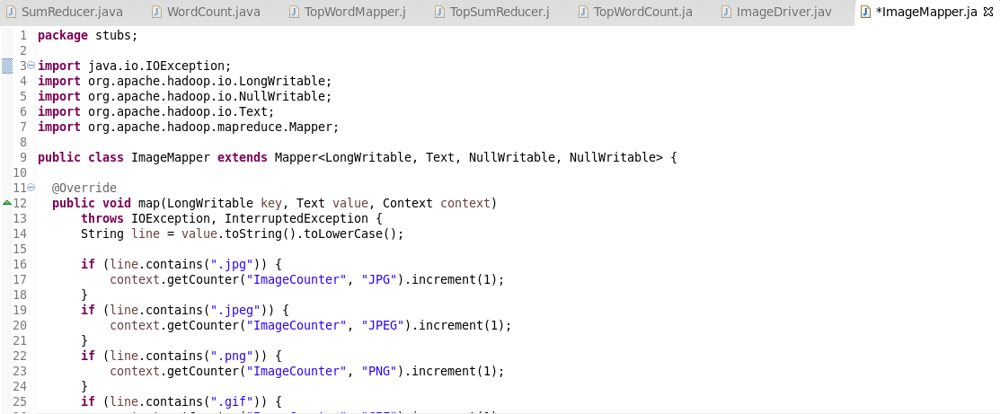 SumReducer.java WordCount.java TopWordMapper.j TopSumReducer.j TopWordCount.ja ImageDriver.jav *ImageMapper.ja
1 package stubs;
2
3 import java.io.IOException;
4 import org.apache.hadoop.io.LongWritable;
5 import org.apache.hadoop.io.NullWritable;
6 import org.apache.hadoop.io.Text;
7 import org.apache.hadoop.mapreduce.Mapper;
8
9 public class ImageMapper extends Mapper<LongWritable, Text, NullWritable, NullWritable> {
10
11 @Override
12 public void map(LongWritable key, Text value, Context context)
13 throws IOException, InterruptedException {
14 String line = value.toString().toLowerCase();
15
16 if (line.contains(".jpg")) {
17 context.getCounter("ImageCounter", "JPG").increment(1);
18 }
19 if (line.contains(".jpeg")) {
20 context.getCounter("ImageCounter", "JPEG").increment(1);
21 }
22 if (line.contains(".png")) {
23 context.getCounter("ImageCounter", "PNG").increment(1);
24 }
25 if (line.contains(".gif")) {